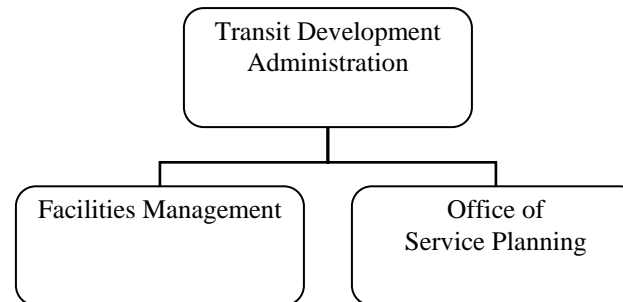 Transit Development
Administration
Facilities Management
Office of
Service Planning